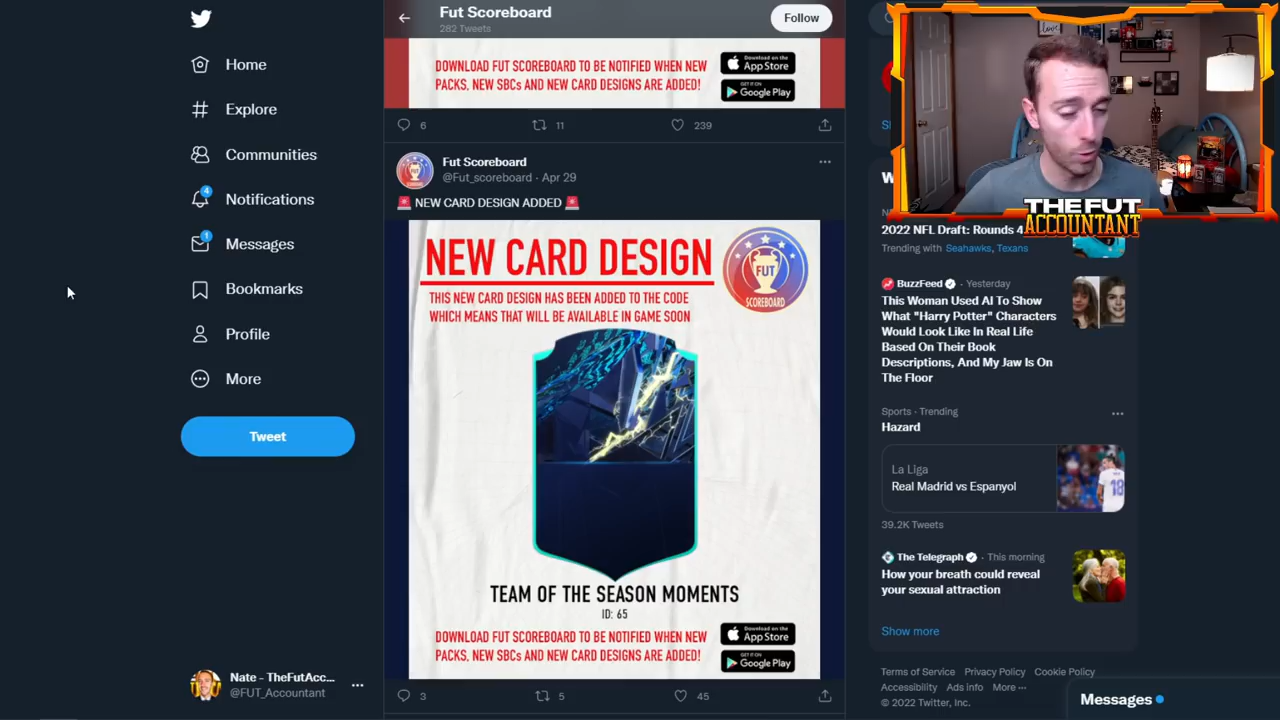 Home
Explore
Communities
4
Notifications
1
Messages
Bookmarks
Profile
More
Tweet
Nate - TheFutAcc...
@FUT_Accountant
Fut Scoreboard
282 Tweets
Follow
DOWNLOAD FUT SCOREBOARD TO BE NOTIFIED WHEN NEW
PACKS, NEW SBCs AND NEW CARD DESIGNS ARE ADDED!
Download on the
App Store
GET IT ON
Google Play
6
11
239
Fut Scoreboard
@Fut_scoreboard · Apr 29
🚨 NEW CARD DESIGN ADDED 🚨
NEW CARD DESIGN
FUT
SCOREBOARD
THIS NEW CARD DESIGN HAS BEEN ADDED TO THE CODE
WHICH MEANS THAT WILL BE AVAILABLE IN GAME SOON
TEAM OF THE SEASON MOMENTS
ID: 65
DOWNLOAD FUT SCOREBOARD TO BE NOTIFIED WHEN NEW
PACKS, NEW SBCs AND NEW CARD DESIGNS ARE ADDED!
Download on the
App Store
GET IT ON
Google Play
3
5
45
THE FUT
ACCOUNTANT
2022 NFL Draft: Rounds 4
Trending with Seahawks, Texans
BuzzFeed · Yesterday
This Woman Used AI To Show
What "Harry Potter" Characters
Would Look Like In Real Life
Based On Their Book
Descriptions, And My Jaw Is On
The Floor
Sports · Trending
Hazard
La Liga
Real Madrid vs Espanyol
39.2K Tweets
The Telegraph · This morning
How your breath could reveal
your sexual attraction
Show more
Terms of Service Privacy Policy Cookie Policy
Accessibility Ads info More ···
© 2022 Twitter, Inc.
Messages